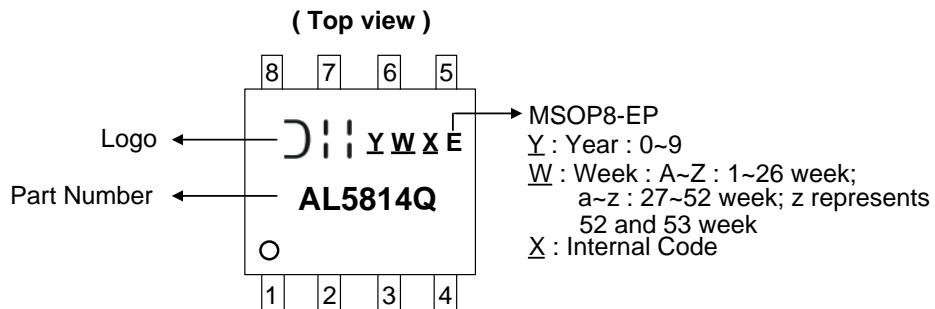 ( Top view )
8 7 6 5
Logo
Y W X E
MSOP8-EP
Y : Year : 0~9
W : Week : A~Z : 1~26 week;
a~z : 27~52 week; z represents
52 and 53 week
X : Internal Code
Part Number
AL5814Q
1 2 3 4